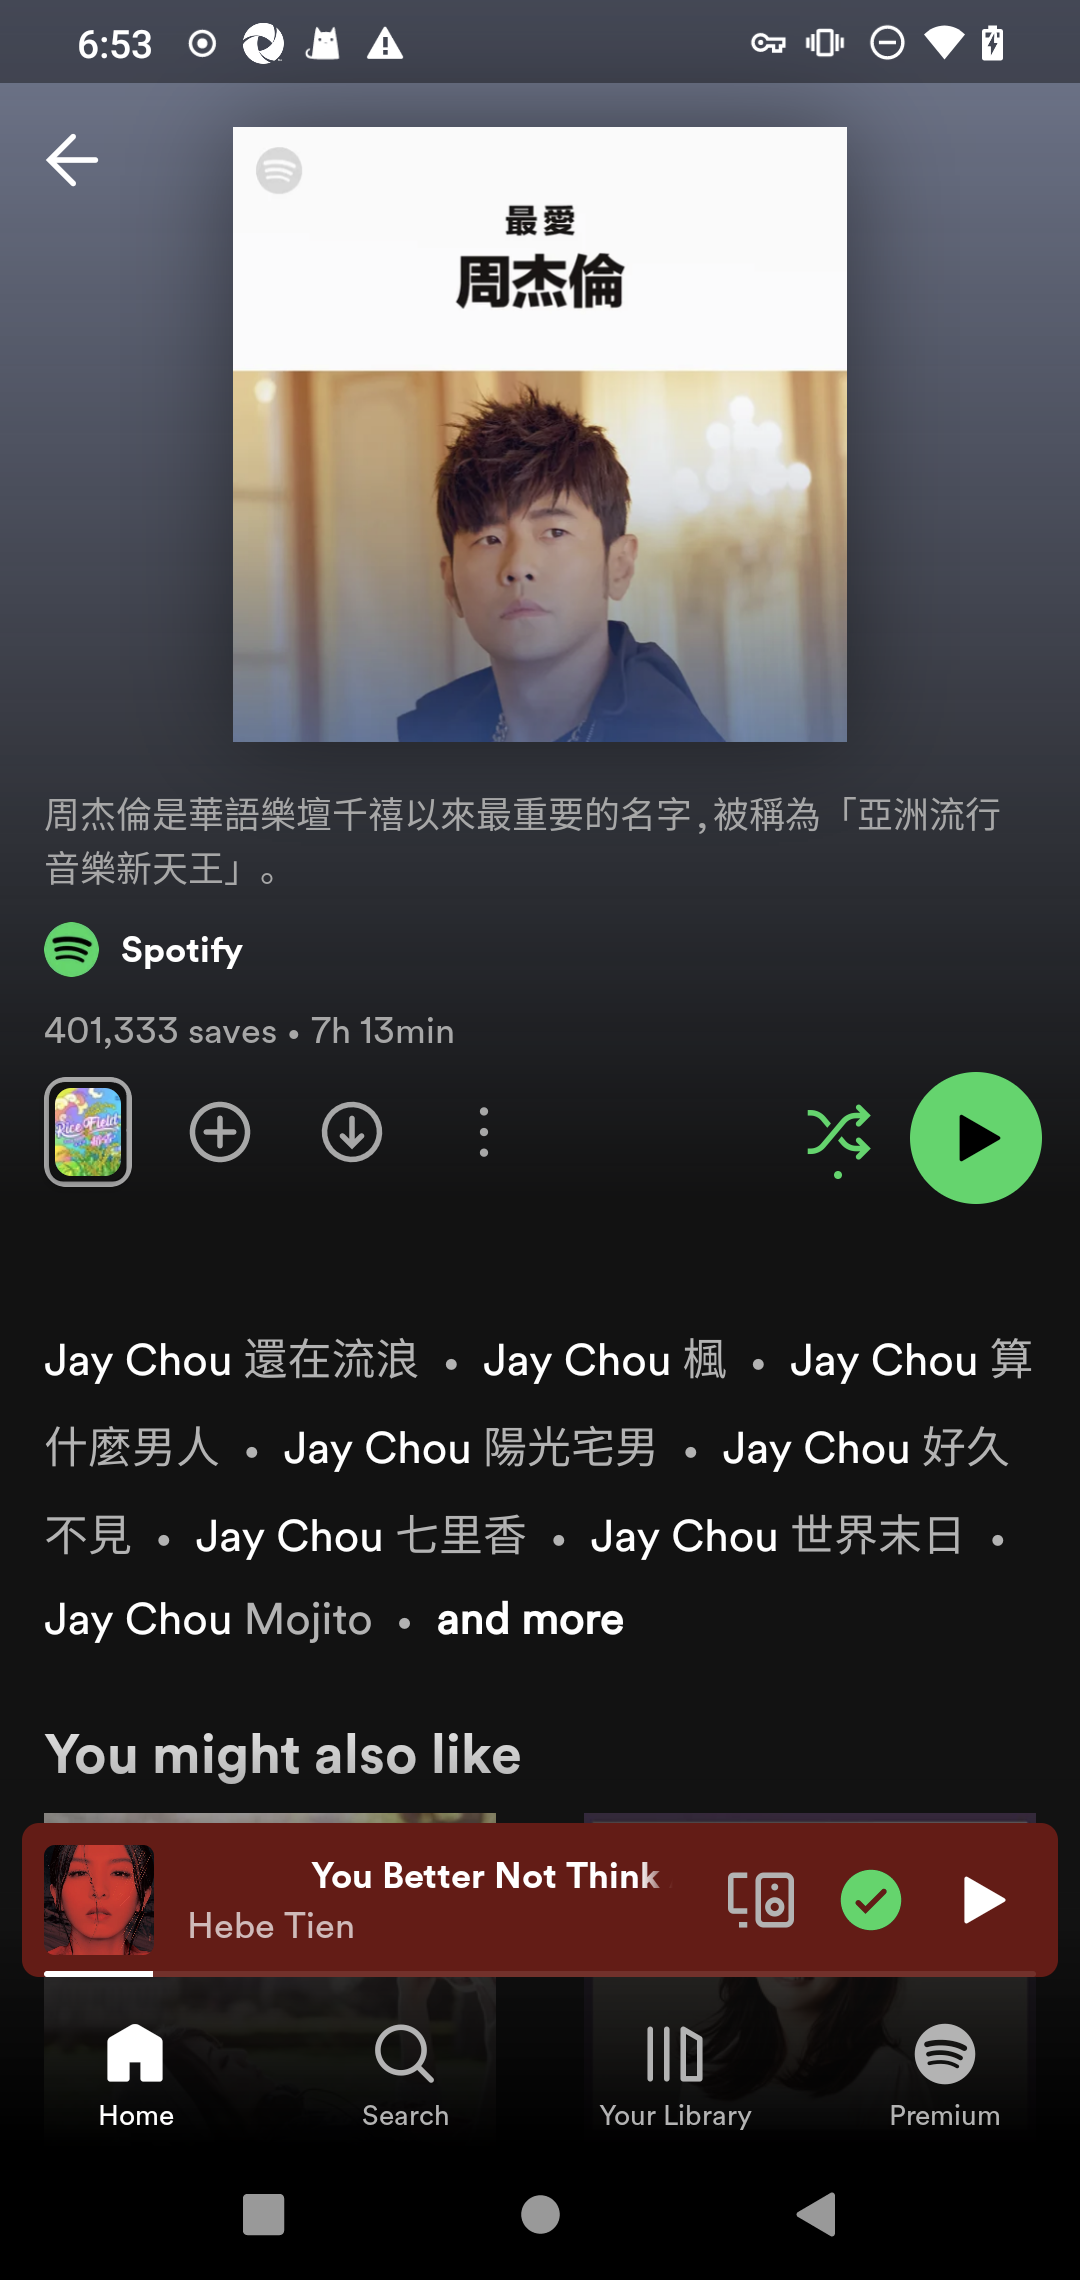 6:53
最愛
周杰倫
周杰倫是華語樂壇千禧以來最重要的名字,被稱為「亞洲流行
音樂新天王」。
Spotify
401,333 saves • 7h 13min
Rice Field
Jay Chou 還在流浪 • Jay Chou 楓 • Jay Chou 算
什麼男人 • Jay Chou 陽光宅男 • Jay Chou 好久
不見 • Jay Chou 七里香 • Jay Chou 世界末日 •
Jay Chou Mojito • and more
You might also like
You Better Not Think
Hebe Tien
Home
Search
Your Library
Premium